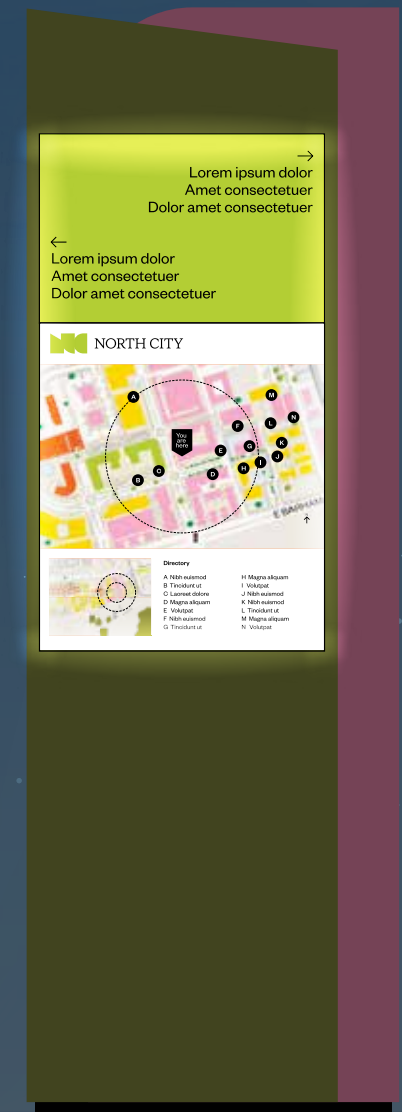 →
Lorem ipsum dolor
Amet consectetuer
Dolor amet consectetuer
←
Lorem ipsum dolor
Amet consectetuer
Dolor amet consectetuer
NORTH CITY
A
M
N
L
F
You
are
here
G
K
E
J
I
C
H
D
B
E BARHAM
↑
Directory
A Nibh euismod
B Tincidunt ut
C Laoreet dolore
D Magna aliquam
E Volutpat
F Nibh euismod
G Tincidunt ut
H Magna aliquam
I Volutpat
J Nibh euismod
K Nibh euismod
L Tincidunt ut
M Magna aliquam
N Volutpat